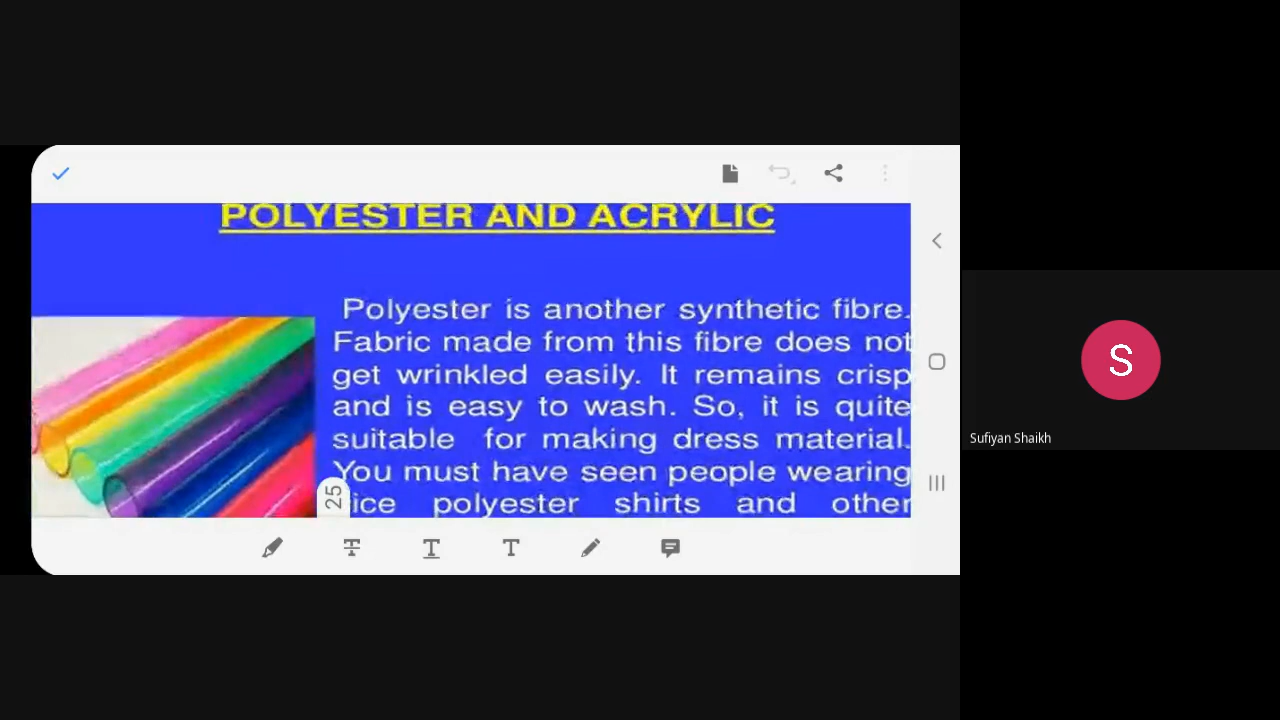 POLYESTER AND ACRYLIC
Polyester is another synthetic fibre.
Fabric made from this fibre does not
get wrinkled easily. It remains crisp
and is easy to wash. So, it is quite
suitable for making dress material.
You must have seen people wearing
ice polyester shirts and other
25
S
Sufiyan Shaikh